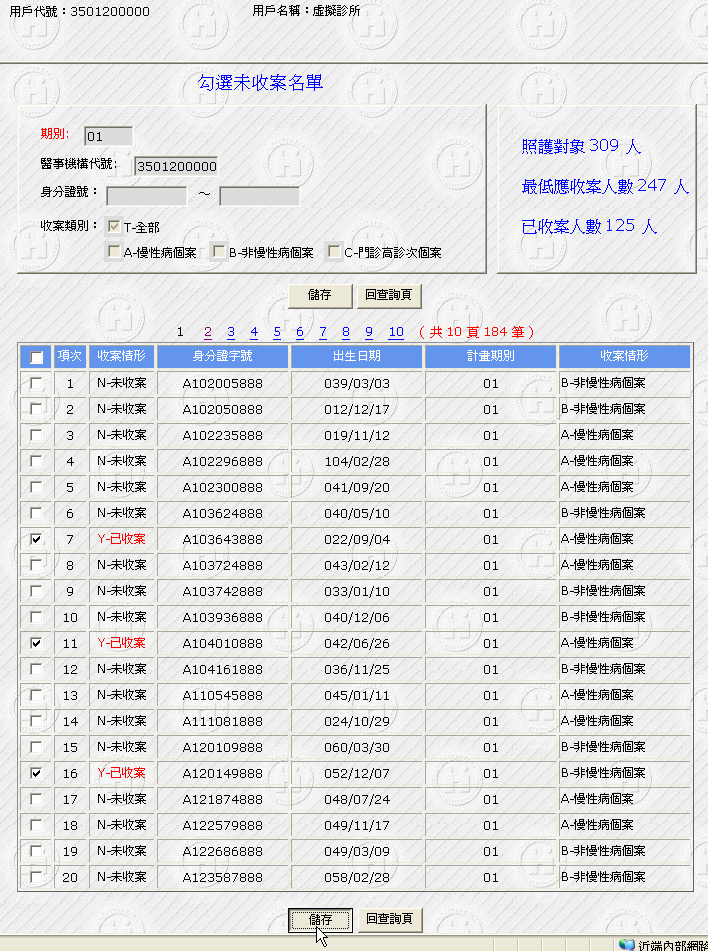 用戶代號：3501200000 用戶名稱：虛擬診所
勾選未收案名單
期別: 01
醫事機構代號: 3501200000
身分證號： ～
收案類別： T-全部
A-慢性病個案 B-非慢性病個案 C-門診高診次個案
照護對象 309 人
最低應收案人數 247 人
已收案人數 125 人
儲存 回查詢頁
1 2 3 4 5 6 7 8 9 10 ( 共 10 頁 184 筆 )
項次 收案情形 身分證字號 出生日期 計畫期別 收案情形
1 N-未收案 A102005888 039/03/03 01 B-非慢性病個案
2 N-未收案 A102050888 012/12/17 01 B-非慢性病個案
3 N-未收案 A102235888 019/11/12 01 A-慢性病個案
4 N-未收案 A102296888 104/02/28 01 A-慢性病個案
5 N-未收案 A102300888 041/09/20 01 A-慢性病個案
6 N-未收案 A103624888 040/05/10 01 B-非慢性病個案
7 Y-已收案 A103643888 022/09/04 01 A-慢性病個案
8 N-未收案 A103724888 043/02/12 01 A-慢性病個案
9 N-未收案 A103742888 033/01/10 01 B-非慢性病個案
10 N-未收案 A103936888 040/12/06 01 B-非慢性病個案
11 Y-已收案 A104010888 042/06/26 01 A-慢性病個案
12 N-未收案 A104161888 036/11/25 01 B-非慢性病個案
13 N-未收案 A110545888 045/01/11 01 A-慢性病個案
14 N-未收案 A111081888 024/10/29 01 A-慢性病個案
15 N-未收案 A120109888 060/03/30 01 B-非慢性病個案
16 Y-已收案 A120149888 052/12/07 01 B-非慢性病個案
17 N-未收案 A121874888 048/07/24 01 A-慢性病個案
18 N-未收案 A122579888 049/11/17 01 A-慢性病個案
19 N-未收案 A122686888 049/03/09 01 B-非慢性病個案
20 N-未收案 A123587888 058/02/28 01 B-非慢性病個案
儲存 回查詢頁
近端內部網路